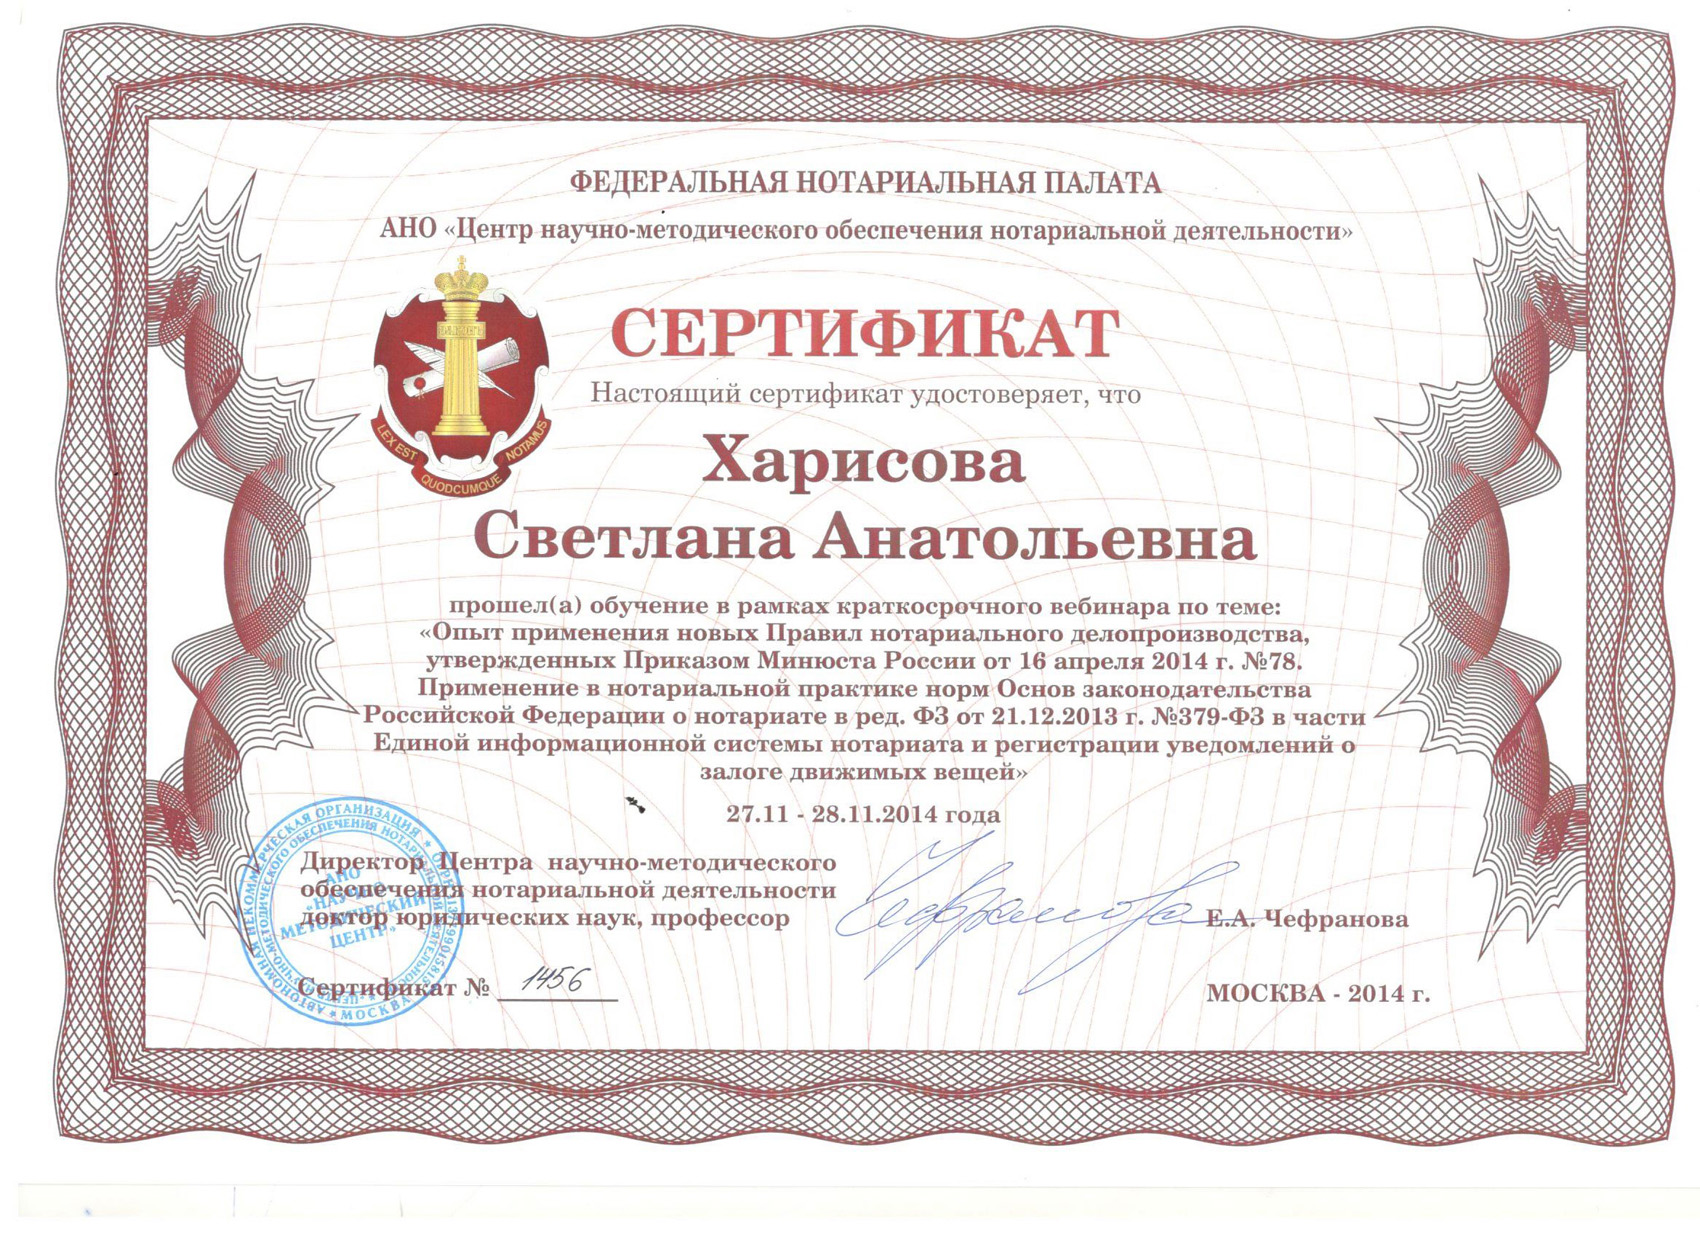 ФЕДЕРАЛЬНАЯ НОТАРИАЛЬНАЯ ПАЛАТА
АНО «Центр научно-методического обеспечения нотариальной деятельности»
СЕРТИФИКАТ
Настоящий сертификат удостоверяет, что
Харисова
Светлана Анатольевна
LEX EST QUODCUMQUE NOTAMUS
прошел(а) обучение в рамках краткосрочного вебинара по теме:
«Опыт применения новых Правил нотариального делопроизводства,
утвержденных Приказом Минюста России от 16 апреля 2014 г. №78.
Применение в нотариальной практике норм Основ законодательства
Российской Федерации о нотариате в ред. ФЗ от 21.12.2013 г. №379-ФЗ в части
Единой информационной системы нотариата и регистрации уведомлений о
залоге движимых вещей»
27.11 - 28.11.2014 года
Директор Центра научно-методического
обеспечения нотариальной деятельности
доктор юридических наук, профессор
Е.А. Чефранова
Сертификат № 1456
МОСКВА - 2014 г.
АВТОНОМНАЯ НЕКОММЕРЧЕСКАЯ ОРГАНИЗАЦИЯ
МОСКВА
АНО
«НАУЧНО-
МЕТОДИЧЕСКИЙ
ЦЕНТР»